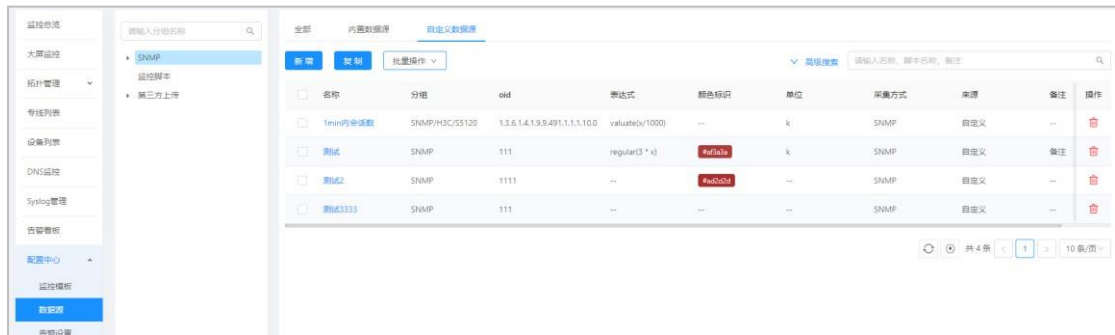 监控总览
大屏监控
拓扑管理
专线列表
设备列表
DNS监控
Syslog管理
告警看板
配置中心
监控模板
数据源
告警设置
请输入分组名称
SNMP
监控脚本
第三方上传
全部 内置数据源 自定义数据源
新增 复制 批量操作 高级搜索 请输入名称、脚本名称、备注
名称 分组 oid 表达式 颜色标识 单位 采集方式 来源 备注 操作
1min内会话数 SNMP/H3C/S5120 1.3.6.1.4.1.9.9.491.1.1.1.10.0 valuate(x/1000) -- k SNMP 自定义 --
测试 SNMP 111 regular(3 * x) #af3a3a k SNMP 自定义 备注
测试2 SNMP 1111 -- #ad2d2d -- SNMP 自定义 --
测试3333 SNMP 111 -- -- -- SNMP 自定义 --
共 4 条 < 1 > 10 条/页